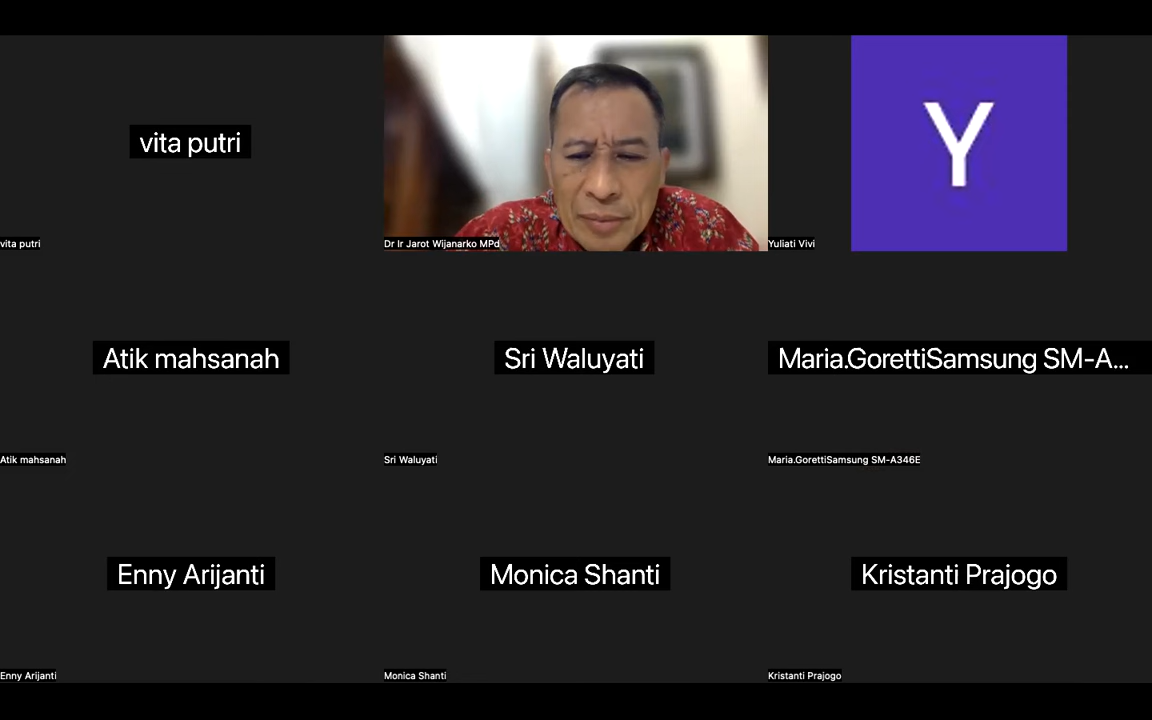 vita putri
vita putri
Dr Ir Jarot Wijanarko MPd
Y
Yuliati Vivi
Atik mahsanah
Sri Waluyati
Maria.GorettiSamsung SM-A...
Atik mahsanah
Sri Waluyati
Maria.GorettiSamsung SM-A346E
Enny Arijanti
Monica Shanti
Kristanti Prajogo
Enny Arijanti
Monica Shanti
Kristanti Prajogo